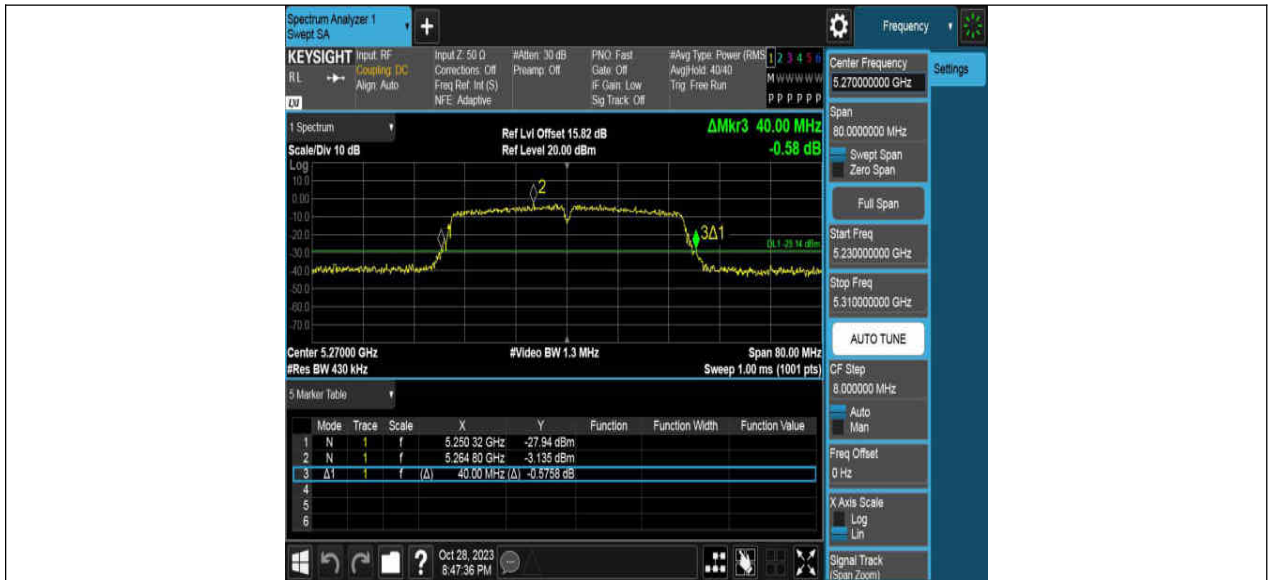 Spectrum Analyzer 1
Swept SA
+
Frequency
KEYSIGHT
RL
LXI
Input: RF
Coupling: DC
Align: Auto
Input Z: 50 Ω
Corrections: Off
Freq Ref: Int (S)
NFE: Adaptive
#Atten: 30 dB
Preamp: Off
PNO: Fast
Gate: Off
IF Gain: Low
Sig Track: Off
#Avg Type: Power (RMS
Avg|Hold: 40/40
Trig: Free Run
1 2 3 4 5 6
M W W W W W
P P P P P P
Center Frequency
5.270000000 GHz
Settings
Span
80.0000000 MHz
Swept Span
Zero Span
Full Span
Start Freq
5.230000000 GHz
Stop Freq
5.310000000 GHz
AUTO TUNE
CF Step
8.000000 MHz
Auto
Man
Freq Offset
0 Hz
X Axis Scale
Log
Lin
Signal Track
(Span Zoom)
1 Spectrum
Scale/Div 10 dB
Ref Lvl Offset 15.82 dB
Ref Level 20.00 dBm
ΔMkr3 40.00 MHz
-0.58 dB
Log
10.0
0.00
-10.0
-20.0
-30.0
-40.0
-50.0
-60.0
-70.0
2
3Δ1
Center 5.27000 GHz
#Res BW 430 kHz
#Video BW 1.3 MHz
Span 80.00 MHz
Sweep 1.00 ms (1001 pts)
5 Marker Table
Mode Trace Scale X Y Function Function Width Function Value
1 N 1 f 5.250 32 GHz -27.94 dBm
2 N 1 f 5.264 80 GHz -3.135 dBm
3 Δ1 1 f (Δ) 40.00 MHz (Δ) -0.5758 dB
4
5
6
?
Oct 28, 2023
8:47:36 PM